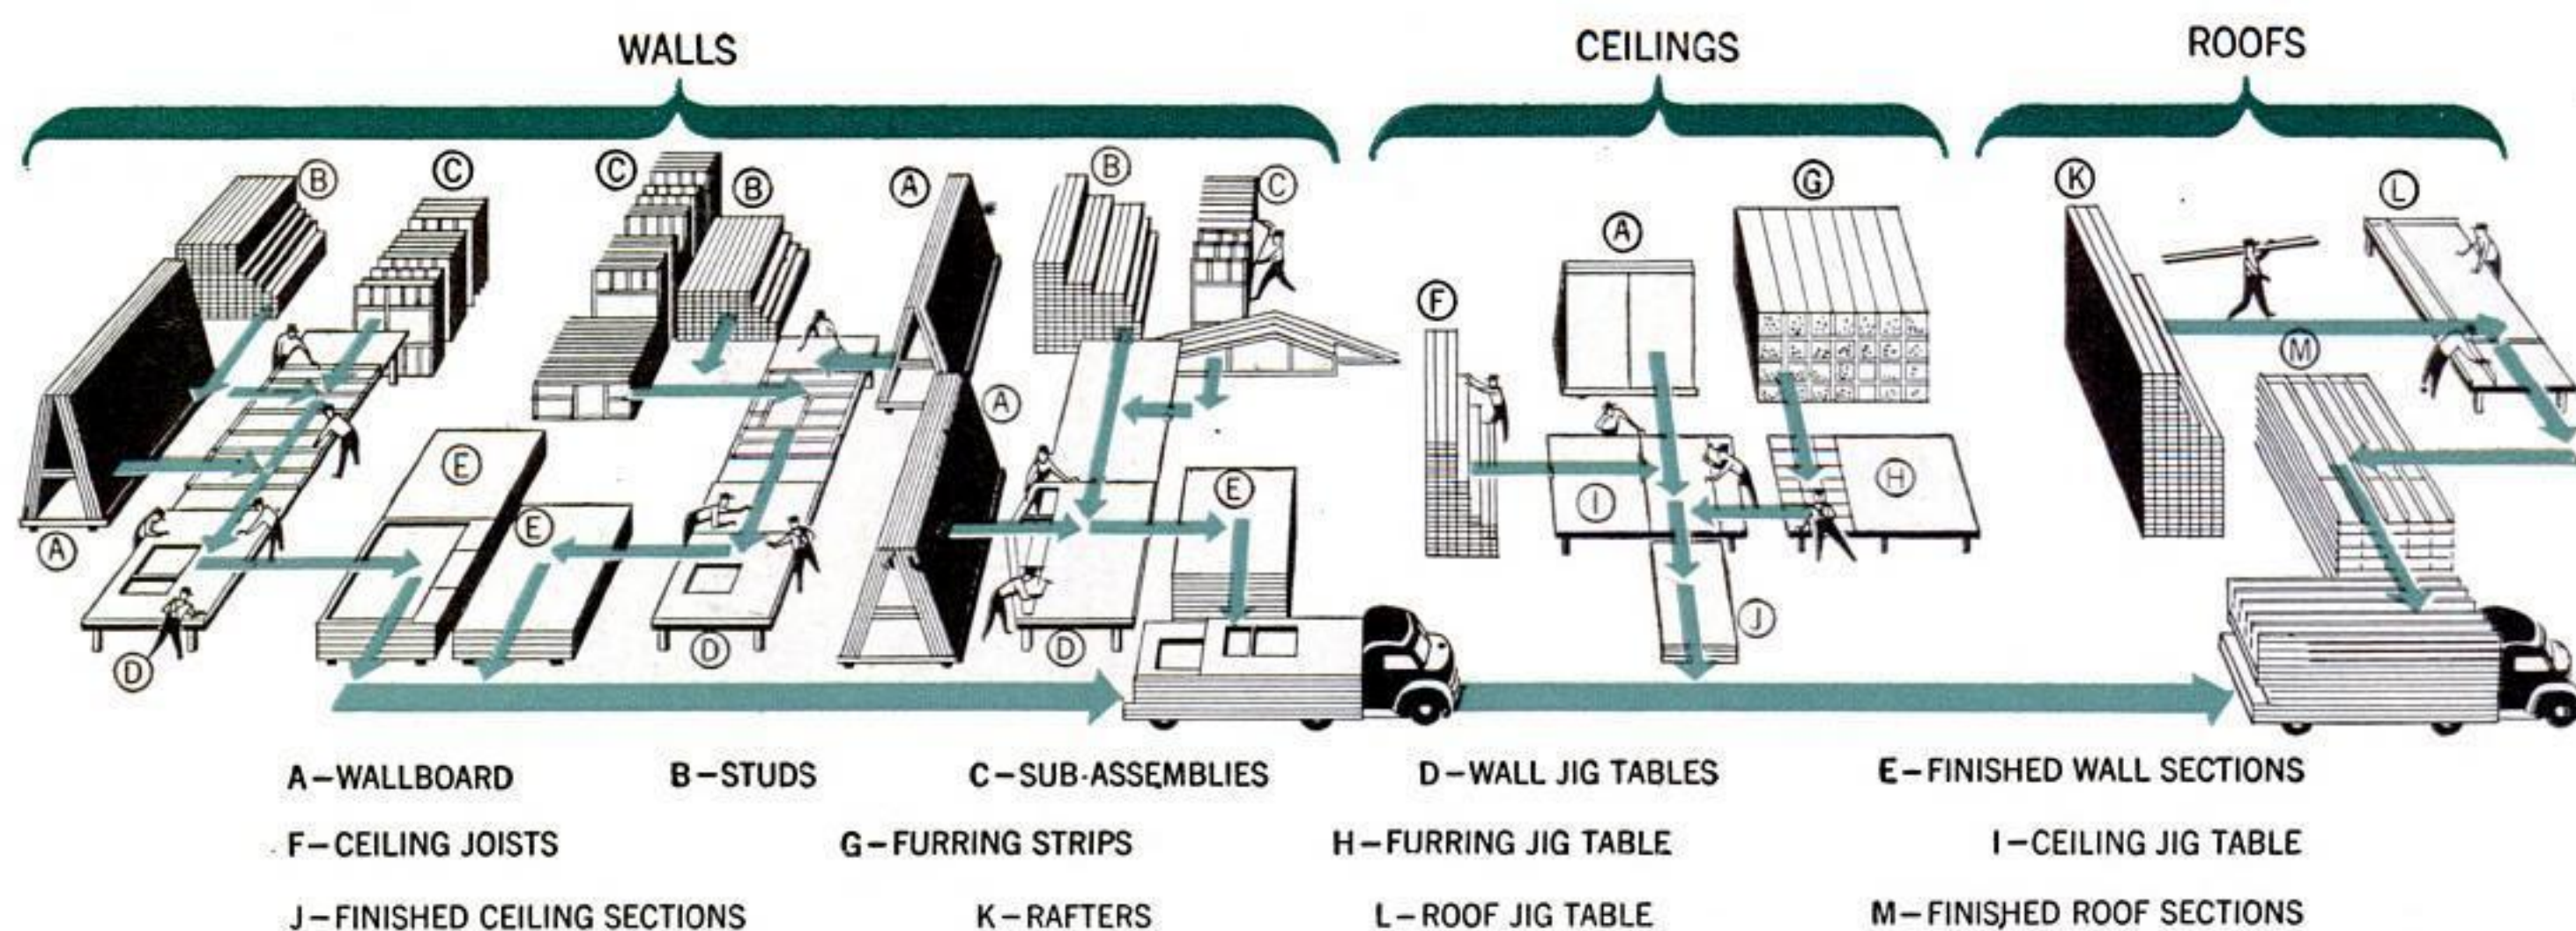 WALLS CEILINGS ROOFS
B C C B A B C A G K L
F M
A E E I H
A D D D E J
A–WALLBOARD B–STUDS C–SUB-ASSEMBLIES D–WALL JIG TABLES E–FINISHED WALL SECTIONS
F–CEILING JOISTS G–FURRING STRIPS H–FURRING JIG TABLE I–CEILING JIG TABLE
J–FINISHED CEILING SECTIONS K–RAFTERS L–ROOF JIG TABLE M–FINISHED ROOF SECTIONS